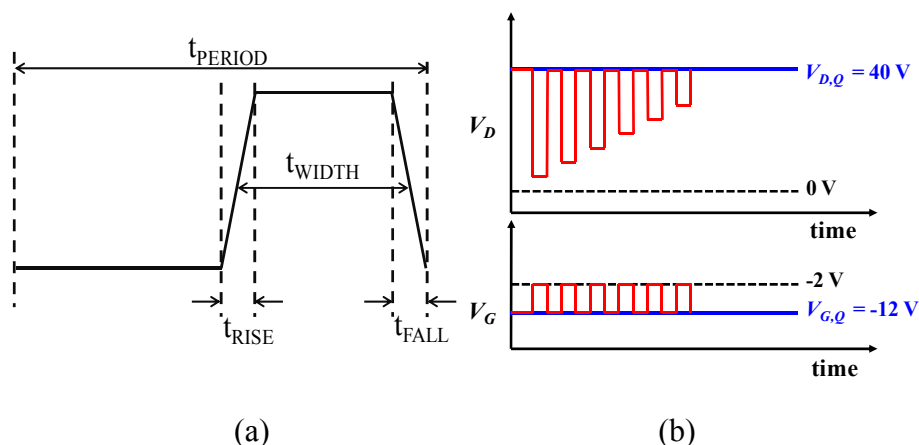 tPERIOD
tWIDTH
tRISE
tFALL
(a)
VD
VD,Q = 40 V
0 V
time
VG
-2 V
VG,Q = -12 V
time
(b)